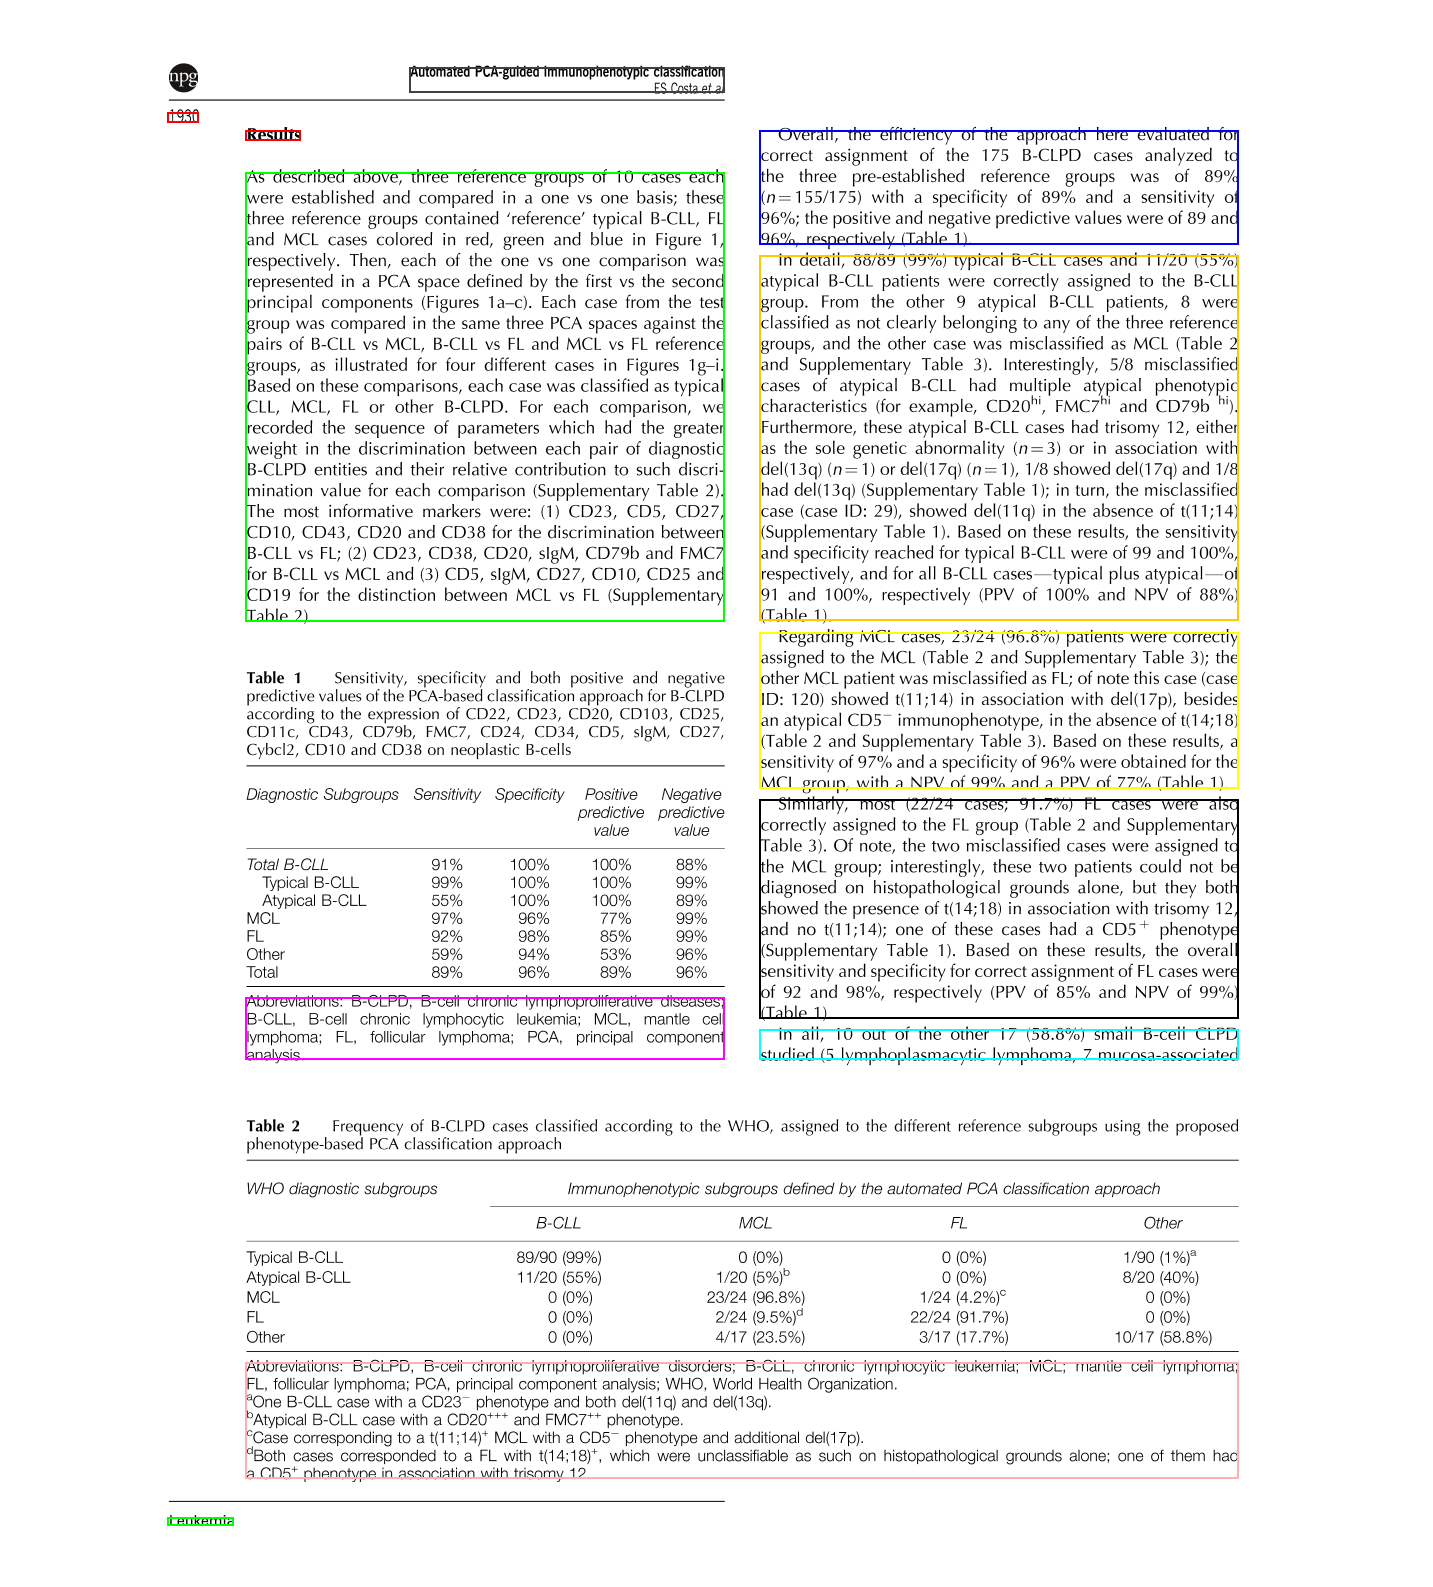 npg
Automated PCA-guided immunophenotypic classification
ES Costa et al
1930
Results
As described above, three reference groups of 10 cases each
were established and compared in a one vs one basis; these
three reference groups contained ‘reference’ typical B-CLL, FL
and MCL cases colored in red, green and blue in Figure 1,
respectively. Then, each of the one vs one comparison was
represented in a PCA space defined by the first vs the second
principal components (Figures 1a–c). Each case from the test
group was compared in the same three PCA spaces against the
pairs of B-CLL vs MCL, B-CLL vs FL and MCL vs FL reference
groups, as illustrated for four different cases in Figures 1g–i.
Based on these comparisons, each case was classified as typical
CLL, MCL, FL or other B-CLPD. For each comparison, we
recorded the sequence of parameters which had the greater
weight in the discrimination between each pair of diagnostic
B-CLPD entities and their relative contribution to such discri-
mination value for each comparison (Supplementary Table 2).
The most informative markers were: (1) CD23, CD5, CD27,
CD10, CD43, CD20 and CD38 for the discrimination between
B-CLL vs FL; (2) CD23, CD38, CD20, sIgM, CD79b and FMC7
for B-CLL vs MCL and (3) CD5, sIgM, CD27, CD10, CD25 and
CD19 for the distinction between MCL vs FL (Supplementary
Table 2).
Table 1 Sensitivity, specificity and both positive and negative
predictive values of the PCA-based classification approach for B-CLPD
according to the expression of CD22, CD23, CD20, CD103, CD25,
CD11c, CD43, CD79b, FMC7, CD24, CD34, CD5, sIgM, CD27,
Cybcl2, CD10 and CD38 on neoplastic B-cells
Diagnostic Subgroups Sensitivity Specificity Positive Negative
predictive predictive
value value
Total B-CLL 91% 100% 100% 88%
Typical B-CLL 99% 100% 100% 99%
Atypical B-CLL 55% 100% 100% 89%
MCL 97% 96% 77% 99%
FL 92% 98% 85% 99%
Other 59% 94% 53% 96%
Total 89% 96% 89% 96%
Abbreviations: B-CLPD, B-cell chronic lymphoproliferative diseases;
B-CLL, B-cell chronic lymphocytic leukemia; MCL, mantle cell
lymphoma; FL, follicular lymphoma; PCA, principal component
analysis.
Overall, the efficiency of the approach here evaluated for
correct assignment of the 175 B-CLPD cases analyzed to
the three pre-established reference groups was of 89%
(n=155/175) with a specificity of 89% and a sensitivity of
96%; the positive and negative predictive values were of 89 and
96%, respectively (Table 1).
In detail, 88/89 (99%) typical B-CLL cases and 11/20 (55%)
atypical B-CLL patients were correctly assigned to the B-CLL
group. From the other 9 atypical B-CLL patients, 8 were
classified as not clearly belonging to any of the three reference
groups, and the other case was misclassified as MCL (Table 2
and Supplementary Table 3). Interestingly, 5/8 misclassified
cases of atypical B-CLL had multiple atypical phenotypic
characteristics (for example, CD20hi, FMC7hi and CD79b hi).
Furthermore, these atypical B-CLL cases had trisomy 12, either
as the sole genetic abnormality (n=3) or in association with
del(13q) (n=1) or del(17q) (n=1), 1/8 showed del(17q) and 1/8
had del(13q) (Supplementary Table 1); in turn, the misclassified
case (case ID: 29), showed del(11q) in the absence of t(11;14)
(Supplementary Table 1). Based on these results, the sensitivity
and specificity reached for typical B-CLL were of 99 and 100%,
respectively, and for all B-CLL cases—typical plus atypical—of
91 and 100%, respectively (PPV of 100% and NPV of 88%)
(Table 1).
Regarding MCL cases, 23/24 (96.8%) patients were correctly
assigned to the MCL (Table 2 and Supplementary Table 3); the
other MCL patient was misclassified as FL; of note this case (case
ID: 120) showed t(11;14) in association with del(17p), besides
an atypical CD5− immunophenotype, in the absence of t(14;18)
(Table 2 and Supplementary Table 3). Based on these results, a
sensitivity of 97% and a specificity of 96% were obtained for the
MCL group, with a NPV of 99% and a PPV of 77% (Table 1).
Similarly, most (22/24 cases; 91.7%) FL cases were also
correctly assigned to the FL group (Table 2 and Supplementary
Table 3). Of note, the two misclassified cases were assigned to
the MCL group; interestingly, these two patients could not be
diagnosed on histopathological grounds alone, but they both
showed the presence of t(14;18) in association with trisomy 12,
and no t(11;14); one of these cases had a CD5+ phenotype
(Supplementary Table 1). Based on these results, the overall
sensitivity and specificity for correct assignment of FL cases were
of 92 and 98%, respectively (PPV of 85% and NPV of 99%)
(Table 1).
In all, 10 out of the other 17 (58.8%) small B-cell CLPD
studied (5 lymphoplasmacytic lymphoma, 7 mucosa-associated
Table 2 Frequency of B-CLPD cases classified according to the WHO, assigned to the different reference subgroups using the proposed
phenotype-based PCA classification approach
WHO diagnostic subgroups Immunophenotypic subgroups defined by the automated PCA classification approach
B-CLL MCL FL Other
Typical B-CLL 89/90 (99%) 0 (0%) 0 (0%) 1/90 (1%)a
Atypical B-CLL 11/20 (55%) 1/20 (5%)b 0 (0%) 8/20 (40%)
MCL 0 (0%) 23/24 (96.8%) 1/24 (4.2%)c 0 (0%)
FL 0 (0%) 2/24 (9.5%)d 22/24 (91.7%) 0 (0%)
Other 0 (0%) 4/17 (23.5%) 3/17 (17.7%) 10/17 (58.8%)
Abbreviations: B-CLPD, B-cell chronic lymphoproliferative disorders; B-CLL, chronic lymphocytic leukemia; MCL; mantle cell lymphoma;
FL, follicular lymphoma; PCA, principal component analysis; WHO, World Health Organization.
aOne B-CLL case with a CD23− phenotype and both del(11q) and del(13q).
bAtypical B-CLL case with a CD20+++ and FMC7++ phenotype.
cCase corresponding to a t(11;14)+ MCL with a CD5− phenotype and additional del(17p).
dBoth cases corresponded to a FL with t(14;18)+, which were unclassifiable as such on histopathological grounds alone; one of them had
a CD5+ phenotype in association with trisomy 12.
Leukemia